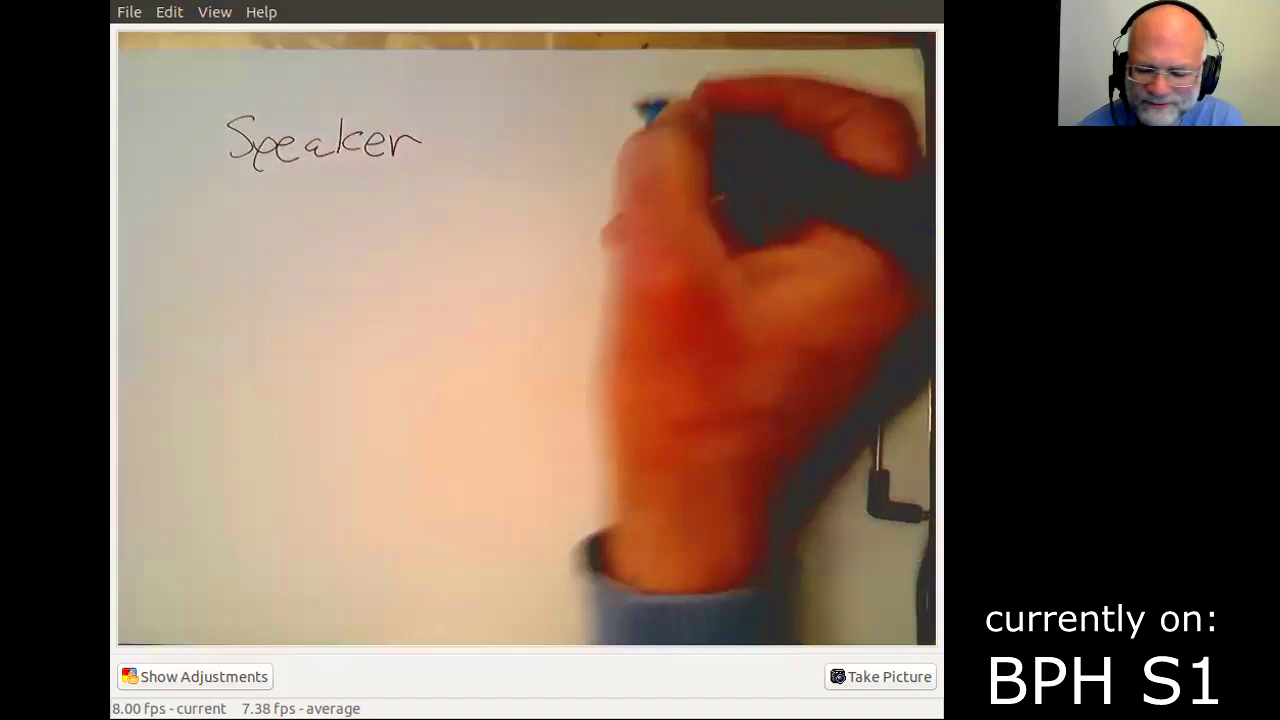 File Edit View Help
Speaker
currently on:
BPH S1
Show Adjustments Take Picture
8.00 fps - current 7.38 fps - average